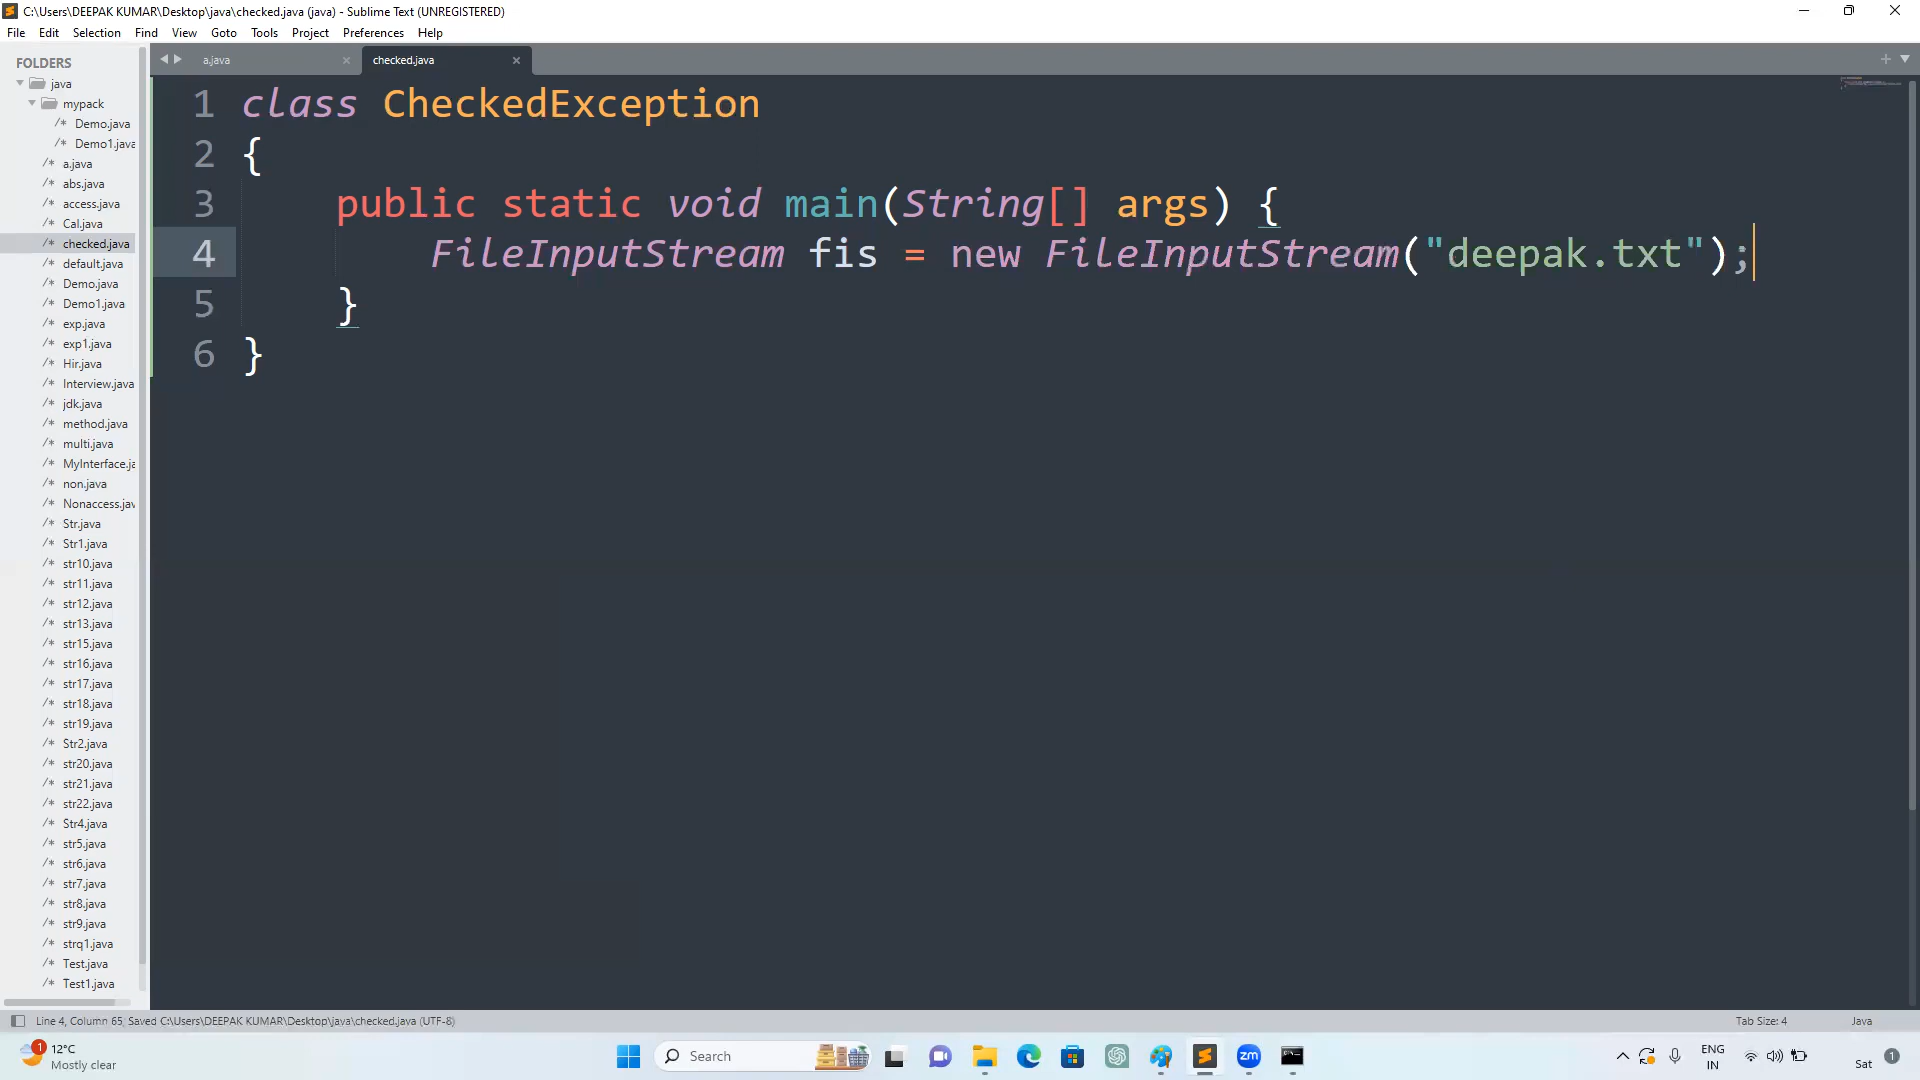 C:\Users\DEEPAK KUMAR\Desktop\java\checked.java (java) - Sublime Text (UNREGISTERED)
File Edit Selection Find View Goto Tools Project Preferences Help
FOLDERS
java
mypack
/* Demo.java
/* Demo1.java
/* a.java
/* abs.java
/* access.java
/* Cal.java
/* checked.java
/* default.java
/* Demo.java
/* Demo1.java
/* exp.java
/* exp1.java
/* Hir.java
/* Interview.java
/* jdk.java
/* method.java
/* multi.java
/* MyInterface.ja
/* non.java
/* Nonaccess.jav
/* Str.java
/* Str1.java
/* str10.java
/* str11.java
/* str12.java
/* str13.java
/* str15.java
/* str16.java
/* str17.java
/* str18.java
/* str19.java
/* Str2.java
/* str20.java
/* str21.java
/* str22.java
/* Str4.java
/* str5.java
/* str6.java
/* str7.java
/* str8.java
/* str9.java
/* strq1.java
/* Test.java
/* Test1.java
a.java × checked.java ×
1 class CheckedException
2 {
3 public static void main(String[] args) {
4 FileInputStream fis = new FileInputStream("deepak.txt");
5 }
6 }
Line 4, Column 65; Saved C:\Users\DEEPAK KUMAR\Desktop\java\checked.java (UTF-8) Tab Size: 4 Java
1
12°C
Mostly clear
Search
zm
ENG
IN
Sat
1